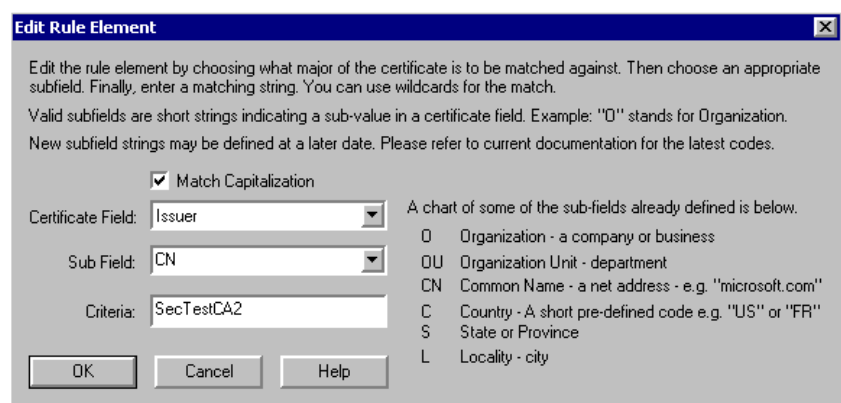 Edit Rule Element
Edit the rule element by choosing what major of the certificate is to be matched against. Then choose an appropriate
subfield. Finally, enter a matching string. You can use wildcards for the match.
Valid subfields are short strings indicating a sub-value in a certificate field. Example: "O" stands for Organization.
New subfield strings may be defined at a later date. Please refer to current documentation for the latest codes.
Match Capitalization
Certificate Field: Issuer
Sub Field: CN
Criteria: SecTestCA2
A chart of some of the sub-fields already defined is below.
O Organization - a company or business
OU Organization Unit - department
CN Common Name - a net address - e.g. "microsoft.com"
C Country - A short pre-defined code e.g. "US" or "FR"
S State or Province
L Locality - city
OK Cancel Help